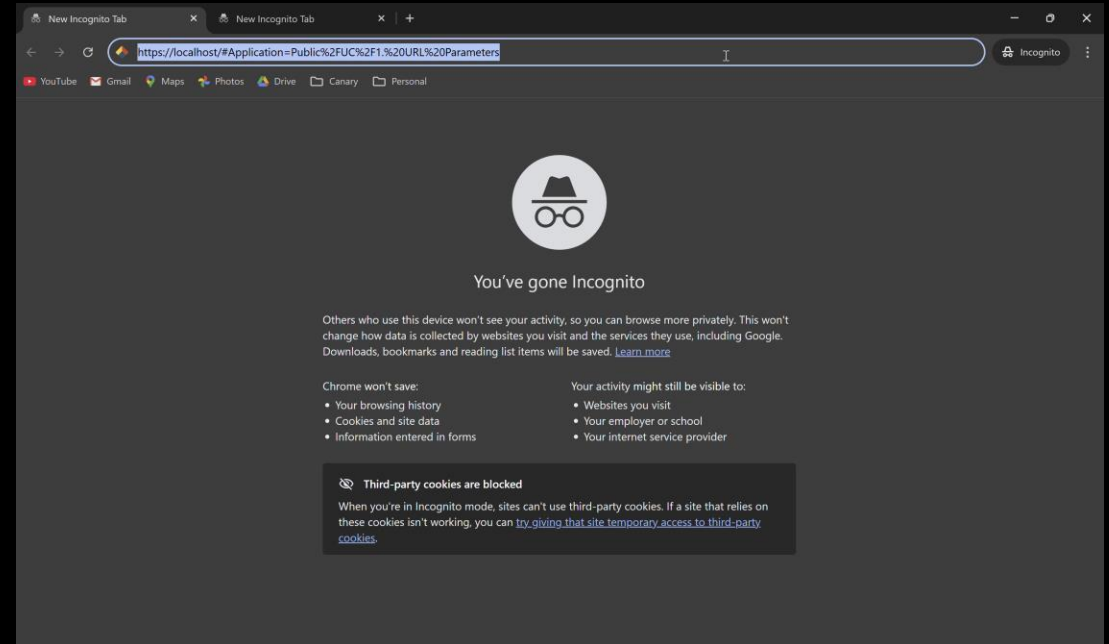 New Incognito Tab
New Incognito Tab
https://localhost/#Application=Public%2FUC%2F1.%20URL%20Parameters
Incognito
YouTube Gmail Maps Photos Drive Canary Personal
You've gone Incognito
Others who use this device won't see your activity, so you can browse more privately. This won't
change how data is collected by websites you visit and the services they use, including Google.
Downloads, bookmarks and reading list items will be saved. Learn more
Chrome won't save:
• Your browsing history
• Cookies and site data
• Information entered in forms
Your activity might still be visible to:
• Websites you visit
• Your employer or school
• Your internet service provider
Third-party cookies are blocked
When you're in Incognito mode, sites can't use third-party cookies. If a site that relies on
these cookies isn't working, you can try giving that site temporary access to third-party
cookies.